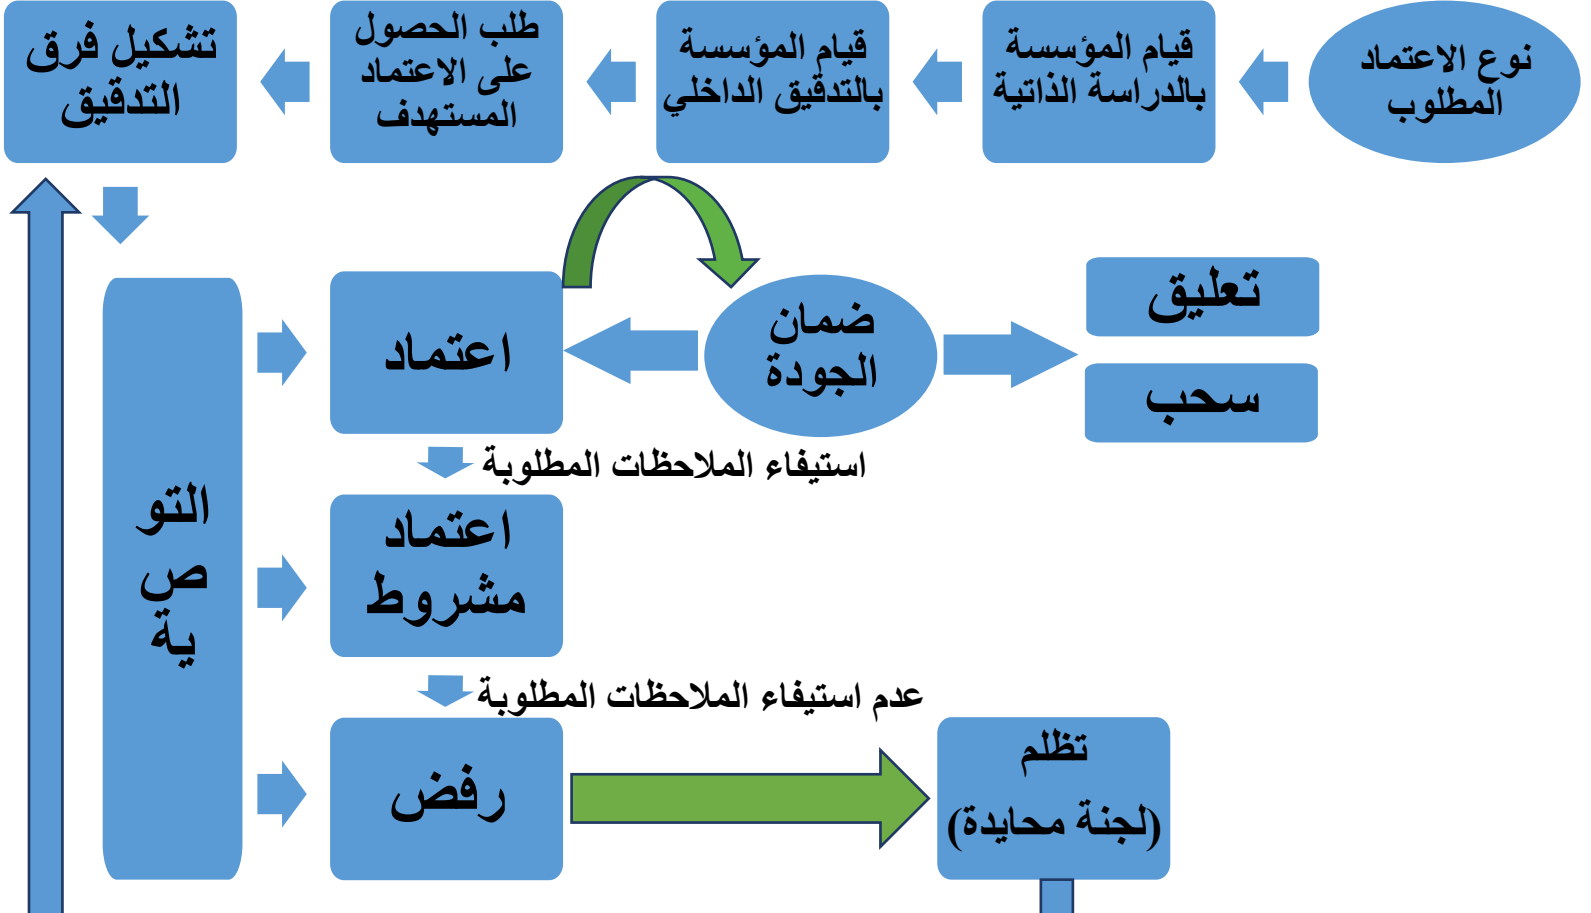 نوع الاعتماد
المطلوب
قيام المؤسسة
بالدراسة الذاتية
قيام المؤسسة
بالتدقيق الداخلي
طلب الحصول
على الاعتماد
المستهدف
تشكيل فرق
التدقيق
تعليق
سحب
ضمان
الجودة
اعتماد
استيفاء الملاحظات المطلوبة
اعتماد
مشروط
التو
ص
ية
عدم استيفاء الملاحظات المطلوبة
رفض
تظلم
(لجنة محايدة)